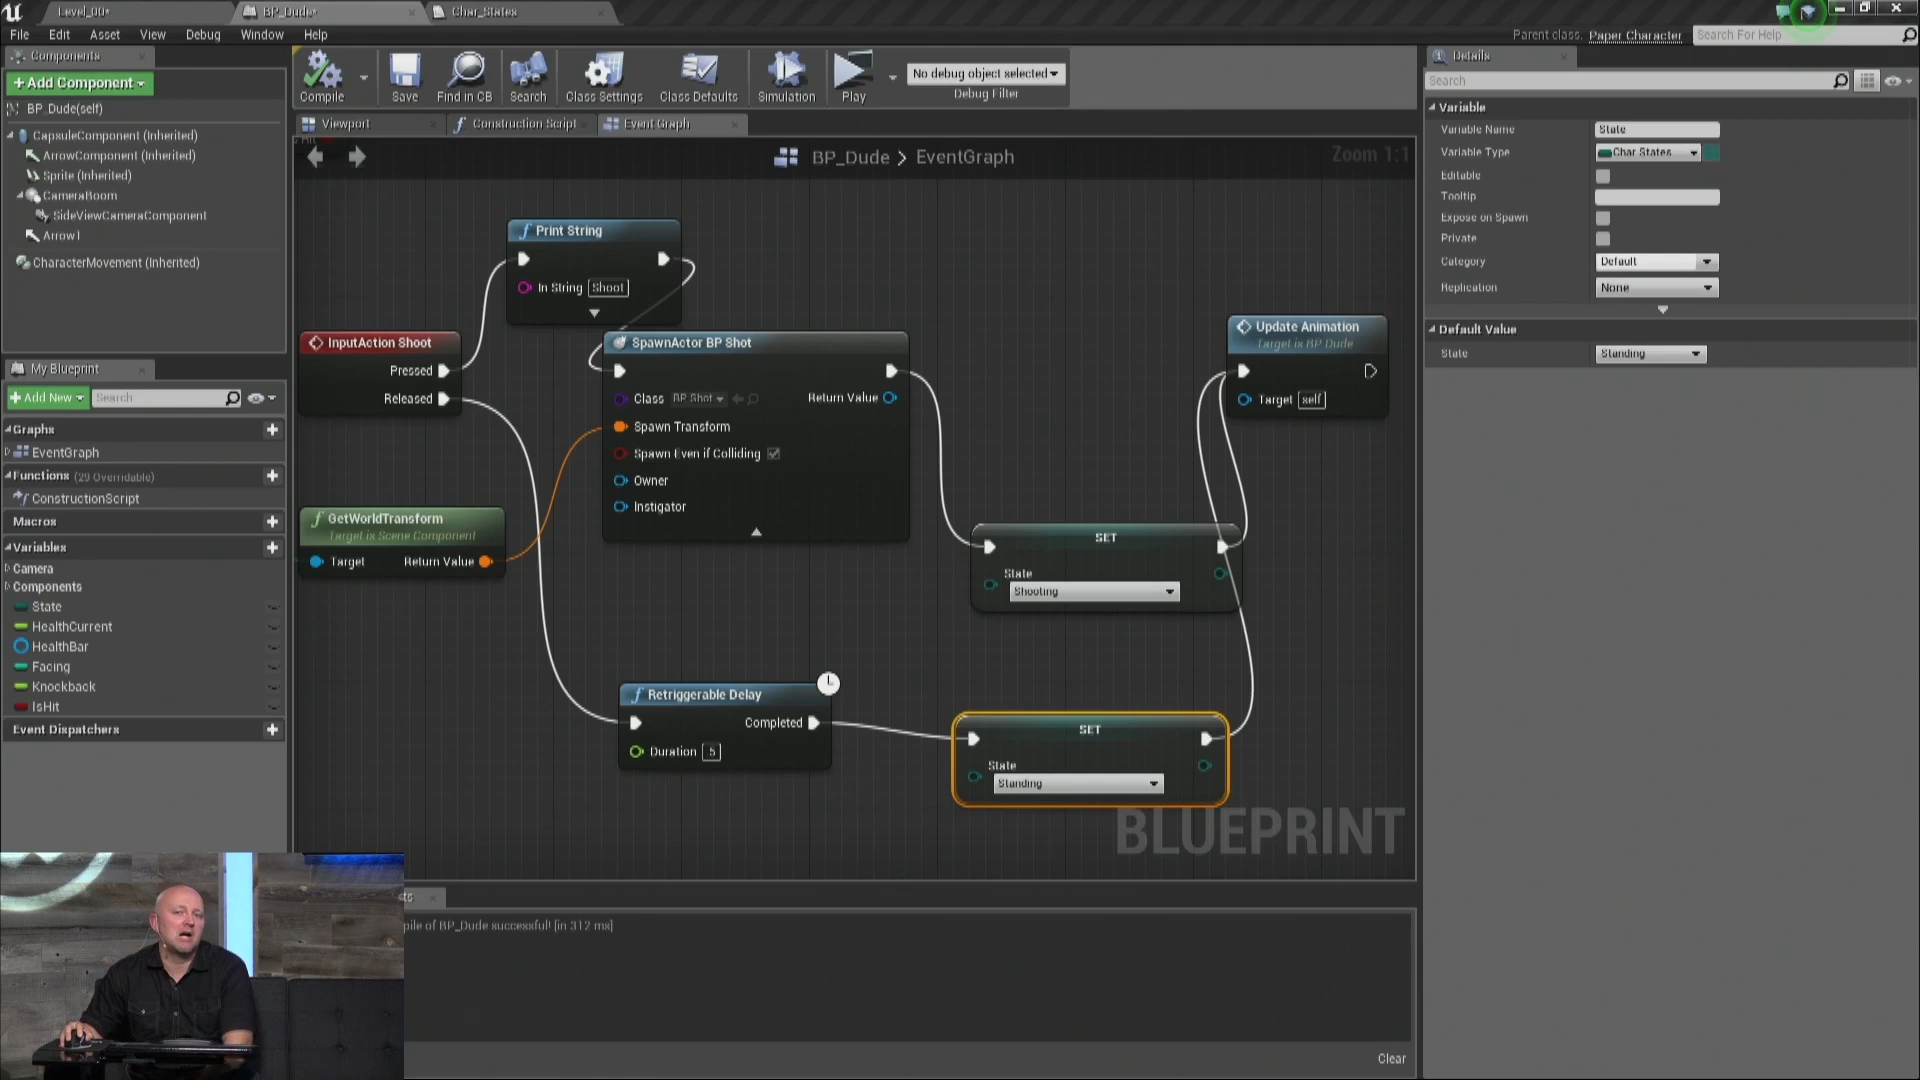 Level_00*
BP_Dude*
Char_States
File Edit Asset View Debug Window Help
Parent class: Paper Character
Search For Help
Components
+ Add Component
BP_Dude(self)
CapsuleComponent (Inherited)
ArrowComponent (Inherited)
Sprite (Inherited)
CameraBoom
SideViewCameraComponent
Arrow1
CharacterMovement (Inherited)
My Blueprint
+ Add New
Search
Graphs
EventGraph
Functions (29 Overridable)
ConstructionScript
Macros
Variables
Camera
Components
State
HealthCurrent
HealthBar
Facing
Knockback
IsHit
Event Dispatchers
Compile Save Find in CB Search Class Settings Class Defaults Simulation Play
No debug object selected
Debug Filter
Viewport Construction Script Event Graph
BP_Dude > EventGraph
Zoom 1:1
Print String
In String Shoot
InputAction Shoot
Pressed
Released
SpawnActor BP Shot
Class BP Shot Return Value
Spawn Transform
Spawn Even if Colliding
Owner
Instigator
GetWorldTransform
Target is Scene Component
Target Return Value
Update Animation
Target is BP Dude
Target self
SET
State
Shooting
Retriggerable Delay
Completed
Duration .5
SET
State
Standing
BLUEPRINT
pile of BP_Dude successful! [in 312 ms]
Clear
Details
Search
Variable
Variable Name State
Variable Type Char States
Editable
Tooltip
Expose on Spawn
Private
Category Default
Replication None
Default Value
State Standing